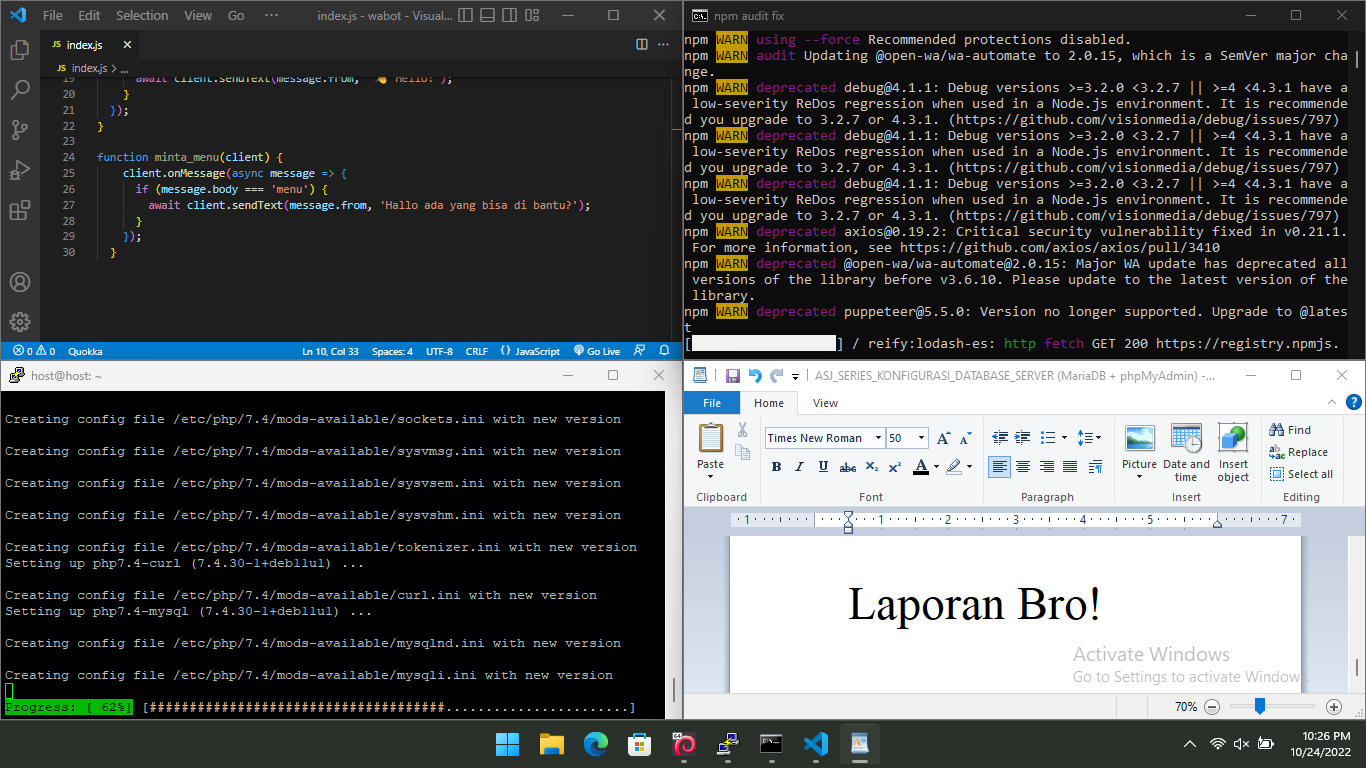 File Edit Selection View Go ··· index.js - wabot - Visual...
JS index.js ×
JS index.js > ...
19 await client.sendText(message.from, '👋 Hello!');
20 }
21 });
22 }
23
24 function minta_menu(client) {
25 client.onMessage(async message => {
26 if (message.body === 'menu') {
27 await client.sendText(message.from, 'Hallo ada yang bisa di bantu?');
28 }
29 });
30 }
0 0 Quokka Ln 10, Col 33 Spaces: 4 UTF-8 CRLF {} JavaScript Go Live
npm audit fix
npm WARN using --force Recommended protections disabled.
npm WARN audit Updating @open-wa/wa-automate to 2.0.15, which is a SemVer major cha
nge.
npm WARN deprecated debug@4.1.1: Debug versions >=3.2.0 <3.2.7 || >=4 <4.3.1 have a
low-severity ReDos regression when used in a Node.js environment. It is recommende
d you upgrade to 3.2.7 or 4.3.1. (https://github.com/visionmedia/debug/issues/797)
npm WARN deprecated debug@4.1.1: Debug versions >=3.2.0 <3.2.7 || >=4 <4.3.1 have a
low-severity ReDos regression when used in a Node.js environment. It is recommende
d you upgrade to 3.2.7 or 4.3.1. (https://github.com/visionmedia/debug/issues/797)
npm WARN deprecated debug@4.1.1: Debug versions >=3.2.0 <3.2.7 || >=4 <4.3.1 have a
low-severity ReDos regression when used in a Node.js environment. It is recommende
d you upgrade to 3.2.7 or 4.3.1. (https://github.com/visionmedia/debug/issues/797)
npm WARN deprecated axios@0.19.2: Critical security vulnerability fixed in v0.21.1.
For more information, see https://github.com/axios/axios/pull/3410
npm WARN deprecated @open-wa/wa-automate@2.0.15: Major WA update has deprecated all
versions of the library before v3.6.10. Please update to the latest version of the
library.
npm WARN deprecated puppeteer@5.5.0: Version no longer supported. Upgrade to @lates
t
[ ] / reify:lodash-es: http fetch GET 200 https://registry.npmjs.
host@host: ~
Creating config file /etc/php/7.4/mods-available/sockets.ini with new version
Creating config file /etc/php/7.4/mods-available/sysvmsg.ini with new version
Creating config file /etc/php/7.4/mods-available/sysvsem.ini with new version
Creating config file /etc/php/7.4/mods-available/sysvshm.ini with new version
Creating config file /etc/php/7.4/mods-available/tokenizer.ini with new version
Setting up php7.4-curl (7.4.30-1+deb11u1) ...
Creating config file /etc/php/7.4/mods-available/curl.ini with new version
Setting up php7.4-mysql (7.4.30-1+deb11u1) ...
Creating config file /etc/php/7.4/mods-available/mysqlnd.ini with new version
Creating config file /etc/php/7.4/mods-available/mysqli.ini with new version
Progress: [ 62%] [#####################################.......................]
ASJ_SERIES_KONFIGURASI_DATABASE_SERVER (MariaDB + phpMyAdmin) -...
File Home View
Times New Roman 50
Paste B I U abc X₂ X² A
Picture Date and time Insert object
Find
Replace
Select all
Clipboard Font Paragraph Insert Editing
1 1 2 3 4 5 7
Laporan Bro!
Activate Windows
Go to Settings to activate Windows.
70%
10:26 PM
10/24/2022